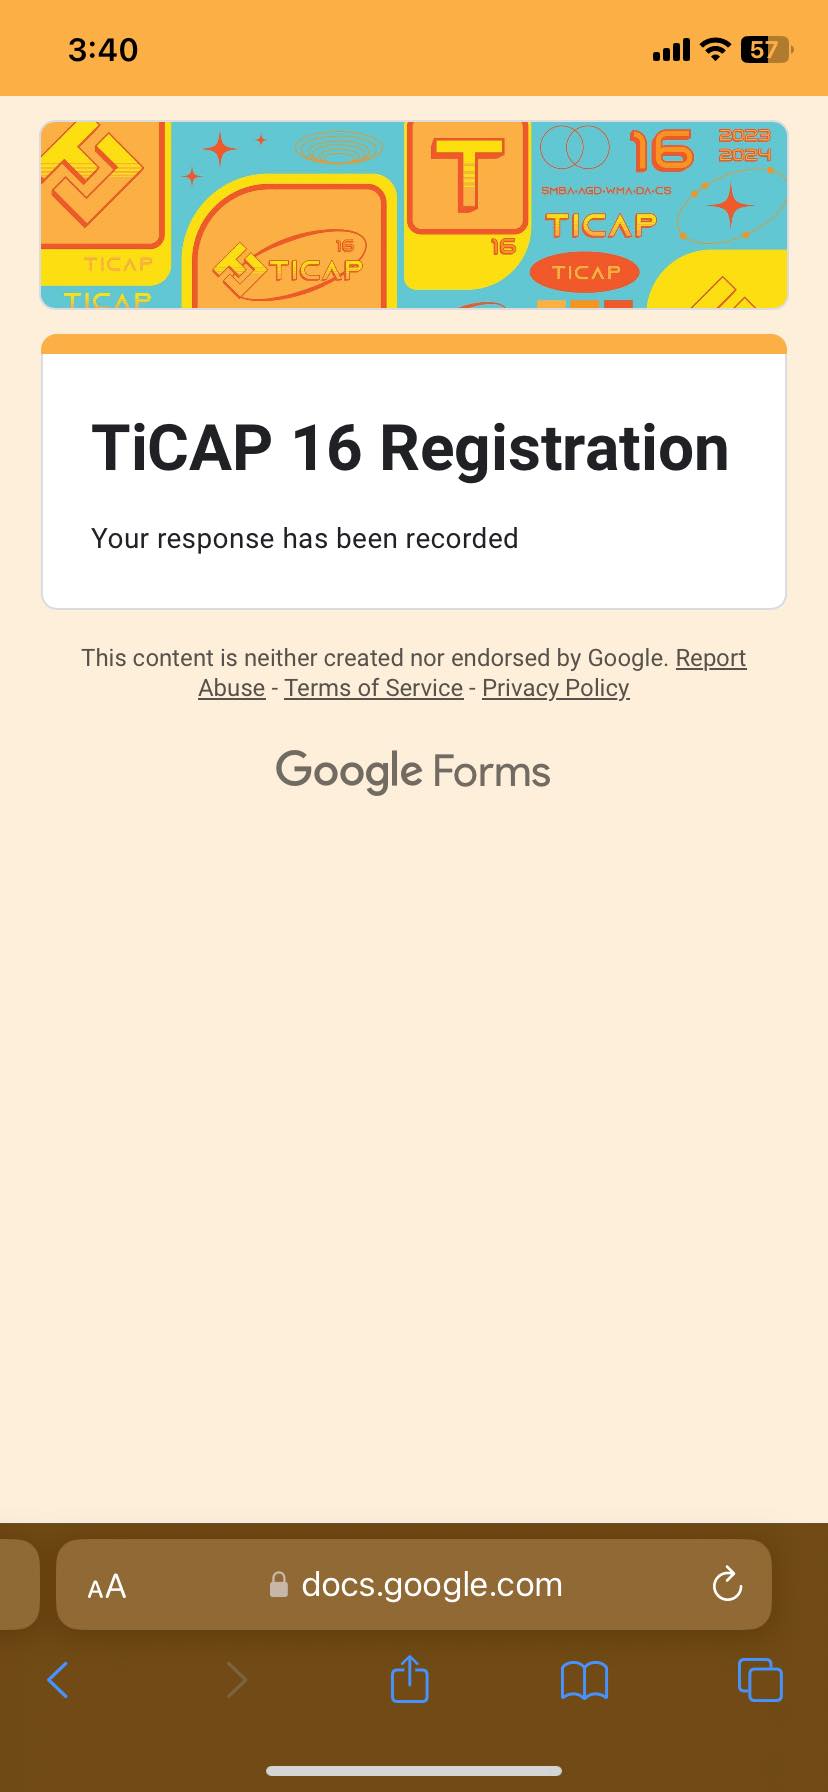 3:40
57
T
16
2023
2024
SMBA•AGD•WMA•DA•CS
TICAP
16
TICAP
16
TICAP
TICAP
TICAP
TiCAP 16 Registration
Your response has been recorded
This content is neither created nor endorsed by Google. Report
Abuse - Terms of Service - Privacy Policy
Google Forms
AA
docs.google.com